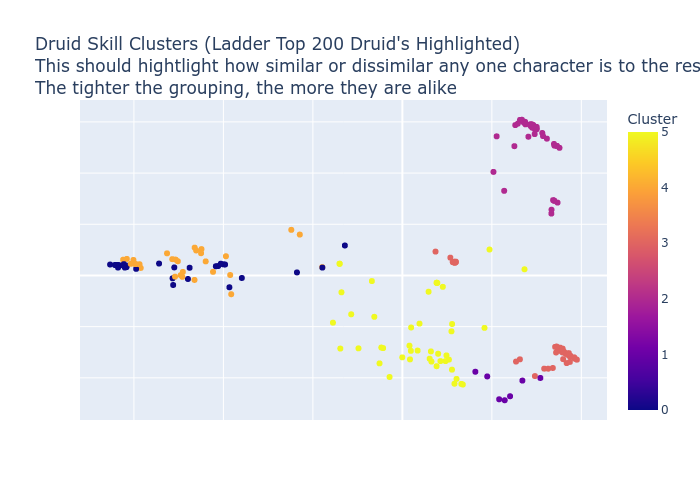 Druid Skill Clusters (Ladder Top 200 Druid's Highlighted)
This should hightlight how similar or dissimilar any one character is to the res
The tighter the grouping, the more they are alike
Cluster
5
4
3
2
1
0